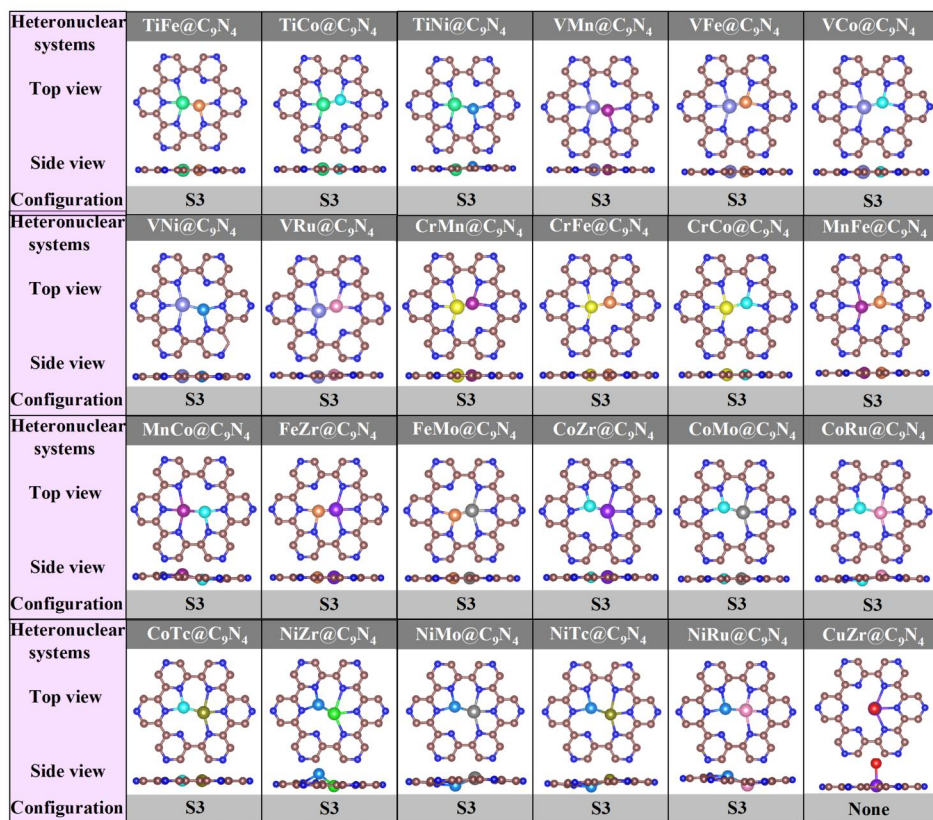 Heteronuclear systems TiFe@C₉N₄ TiCo@C₉N₄ TiNi@C₉N₄ VMn@C₉N₄ VFe@C₉N₄ VCo@C₉N₄
Top view
Side view
Configuration S3 S3 S3 S3 S3 S3
Heteronuclear systems VNi@C₉N₄ VRu@C₉N₄ CrMn@C₉N₄ CrFe@C₉N₄ CrCo@C₉N₄ MnFe@C₉N₄
Top view
Side view
Configuration S3 S3 S3 S3 S3 S3
Heteronuclear systems MnCo@C₉N₄ FeZr@C₉N₄ FeMo@C₉N₄ CoZr@C₉N₄ CoMo@C₉N₄ CoRu@C₉N₄
Top view
Side view
Configuration S3 S3 S3 S3 S3 S3
Heteronuclear systems CoTc@C₉N₄ NiZr@C₉N₄ NiMo@C₉N₄ NiTc@C₉N₄ NiRu@C₉N₄ CuZr@C₉N₄
Top view
Side view
Configuration S3 S3 S3 S3 S3 None